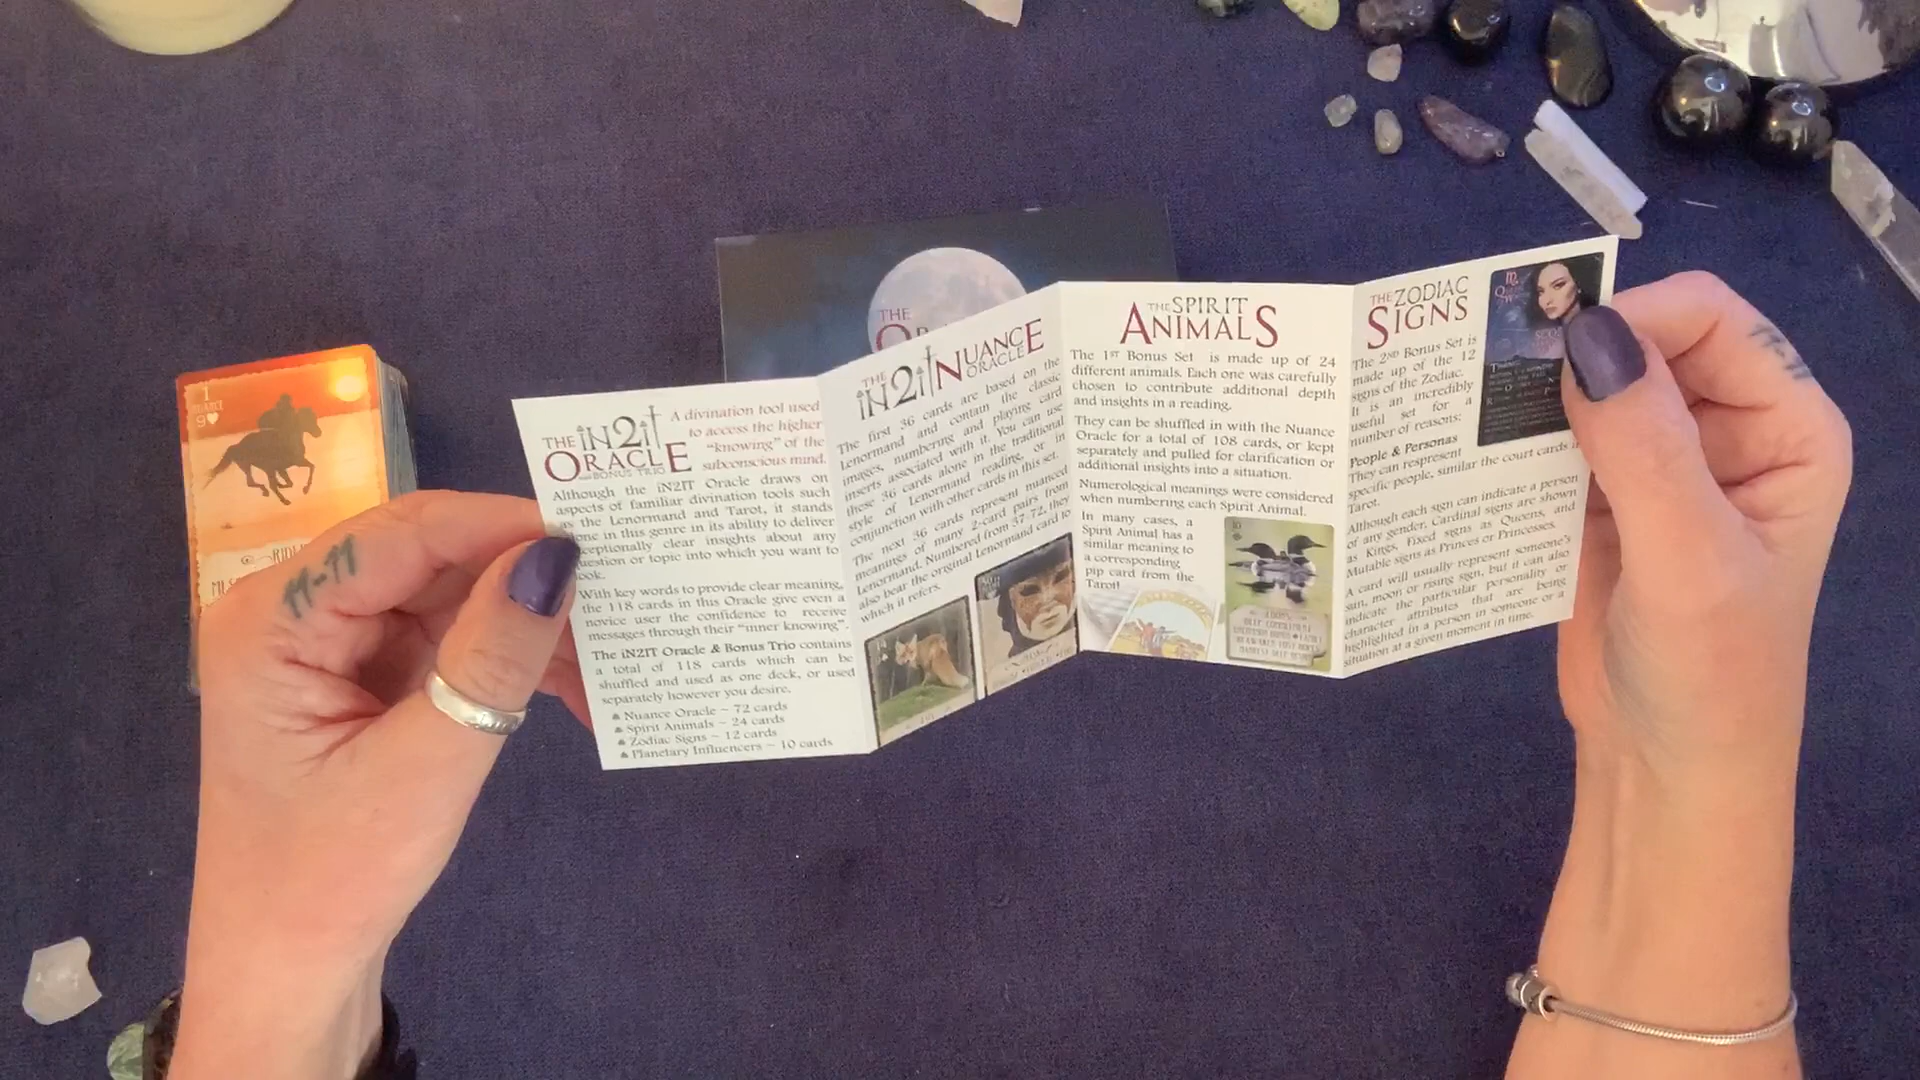 1
NUANCE
9♥
THE
THE iN2iT
ORACLE
with BONUS TRIO
A divination tool used
to access the higher
“knowing” of the
subconscious mind.
Although the iN2IT Oracle draws on
aspects of familiar divination tools such
as the Lenormand and Tarot, it stands
in this genre in its ability to deliver
exceptionally clear insights about any
question or topic into which you want to
look.
With key words to provide clear meaning,
the 118 cards in this Oracle give even a
novice user the confidence to receive
messages through their “inner knowing”.
The iN2IT Oracle & Bonus Trio contains
a total of 118 cards which can be
shuffled and used as one deck, or used
separately however you desire.
Nuance Oracle ~ 72 cards
Spirit Animals ~ 24 cards
Zodiac Signs ~ 12 cards
Planetary Influencers ~ 10 cards
THE
iN2iT NUANCE
ORACLE
The first 36 cards are based on the
Lenormand and contain the classic
images, numbering and playing card
inserts associated with it. You can use
these 36 cards alone in the traditional
style of Lenormand reading, or in
conjunction with other cards in this set.
The next 36 cards represent nuanced
meanings of many 2-card pairs from
Lenormand. Numbered from 37-72, they
also bear the original Lenormand card to
which it refers.
THE SPIRIT
ANIMALS
The 1ST Bonus Set is made up of 24
different animals. Each one was carefully
chosen to contribute additional depth
and insights in a reading.
They can be shuffled in with the Nuance
Oracle for a total of 108 cards, or kept
separately and pulled for clarification or
additional insights into a situation.
Numerological meanings were considered
when numbering each Spirit Animal.
In many cases, a
Spirit Animal has a
similar meaning to
a corresponding
pip card from the
Tarot!
THE ZODIAC
SIGNS
The 2ND Bonus Set is
made up of the 12
signs of the Zodiac.
It is an incredibly
useful set for a
number of reasons:
People & Personas
They can respresent
specific people, similar the court cards in
Tarot.
Although each sign can indicate a person
of any gender. Cardinal signs are shown
as Kings, Fixed signs as Queens, and
Mutable signs as Princes or Princesses.
A card will usually represent someone's
sun, moon or rising sign, but it can also
indicate the particular personality or
character attributes that are being
highlighted in a person in someone or a
situation at a given moment in time.
11-11